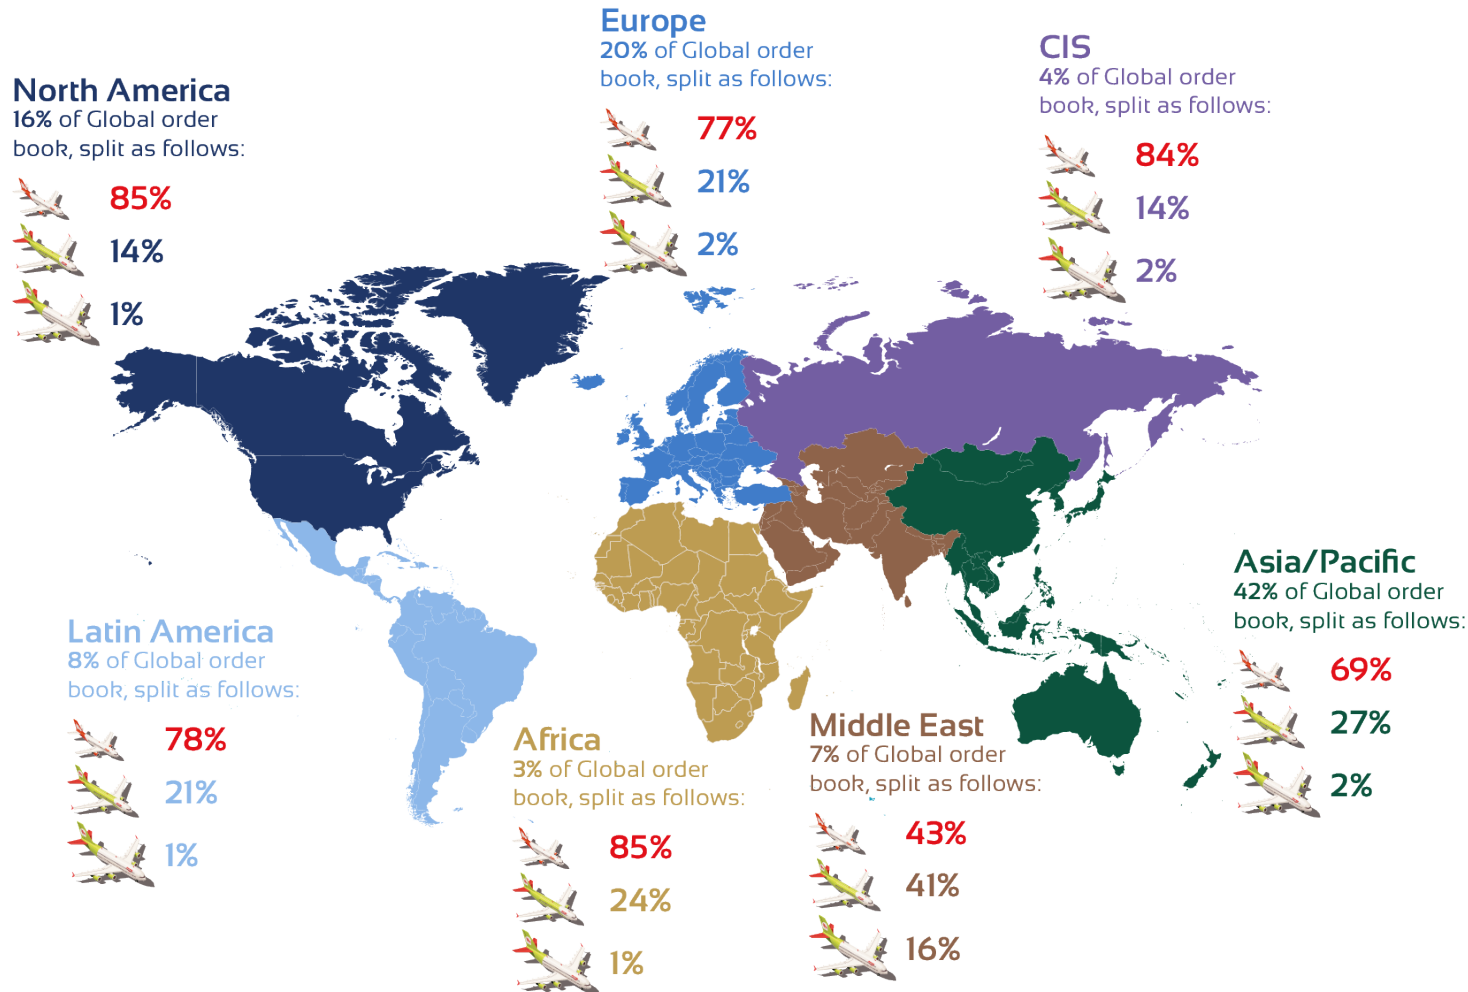 Europe
20% of Global order
book, split as follows:
77%
21%
2%
CIS
4% of Global order
book, split as follows:
84%
14%
2%
North America
16% of Global order
book, split as follows:
85%
14%
1%
Asia/Pacific
42% of Global order
book, split as follows:
69%
27%
2%
Latin America
8% of Global order
book, split as follows:
78%
21%
1%
Africa
3% of Global order
book, split as follows:
85%
24%
1%
Middle East
7% of Global order
book, split as follows:
43%
41%
16%